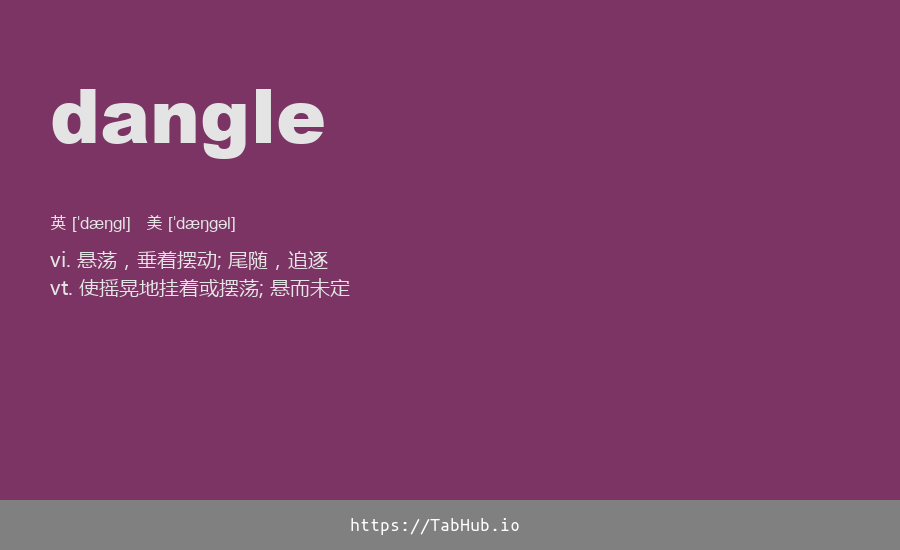 dangle
英 [ˈdæŋgl] 美 [ˈdæŋgəl]
vi. 悬荡，垂着摆动; 尾随，追逐
vt. 使摇晃地挂着或摆荡; 悬而未定
https://TabHub.io